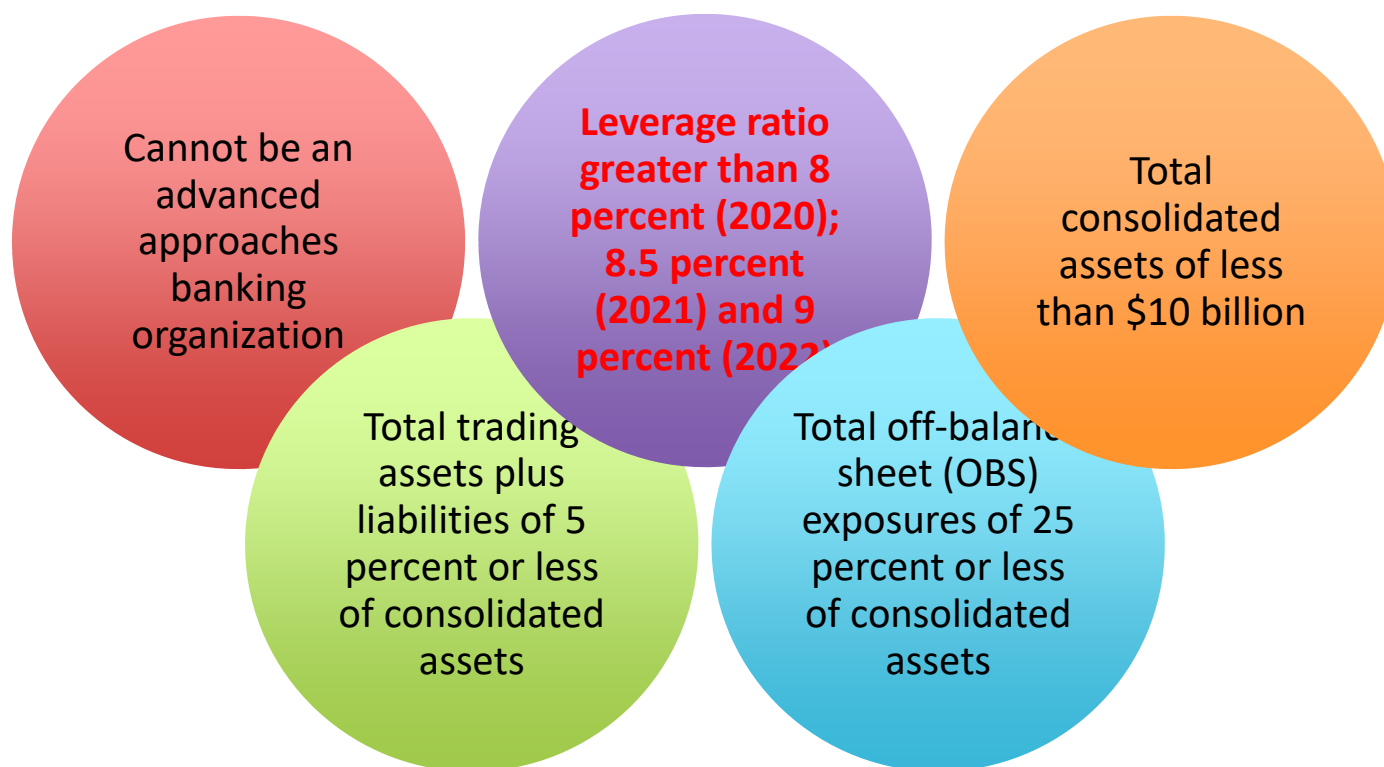 Cannot be an
advanced
approaches
banking
organization
Leverage ratio
greater than 8
percent (2020);
8.5 percent
(2021) and 9
percent
Total
consolidated
assets of less
than $10 billion
Total trading
assets plus
liabilities of 5
percent or less
of consolidated
assets
Total off-balance
sheet (OBS)
exposures of 25
percent or less
of consolidated
assets